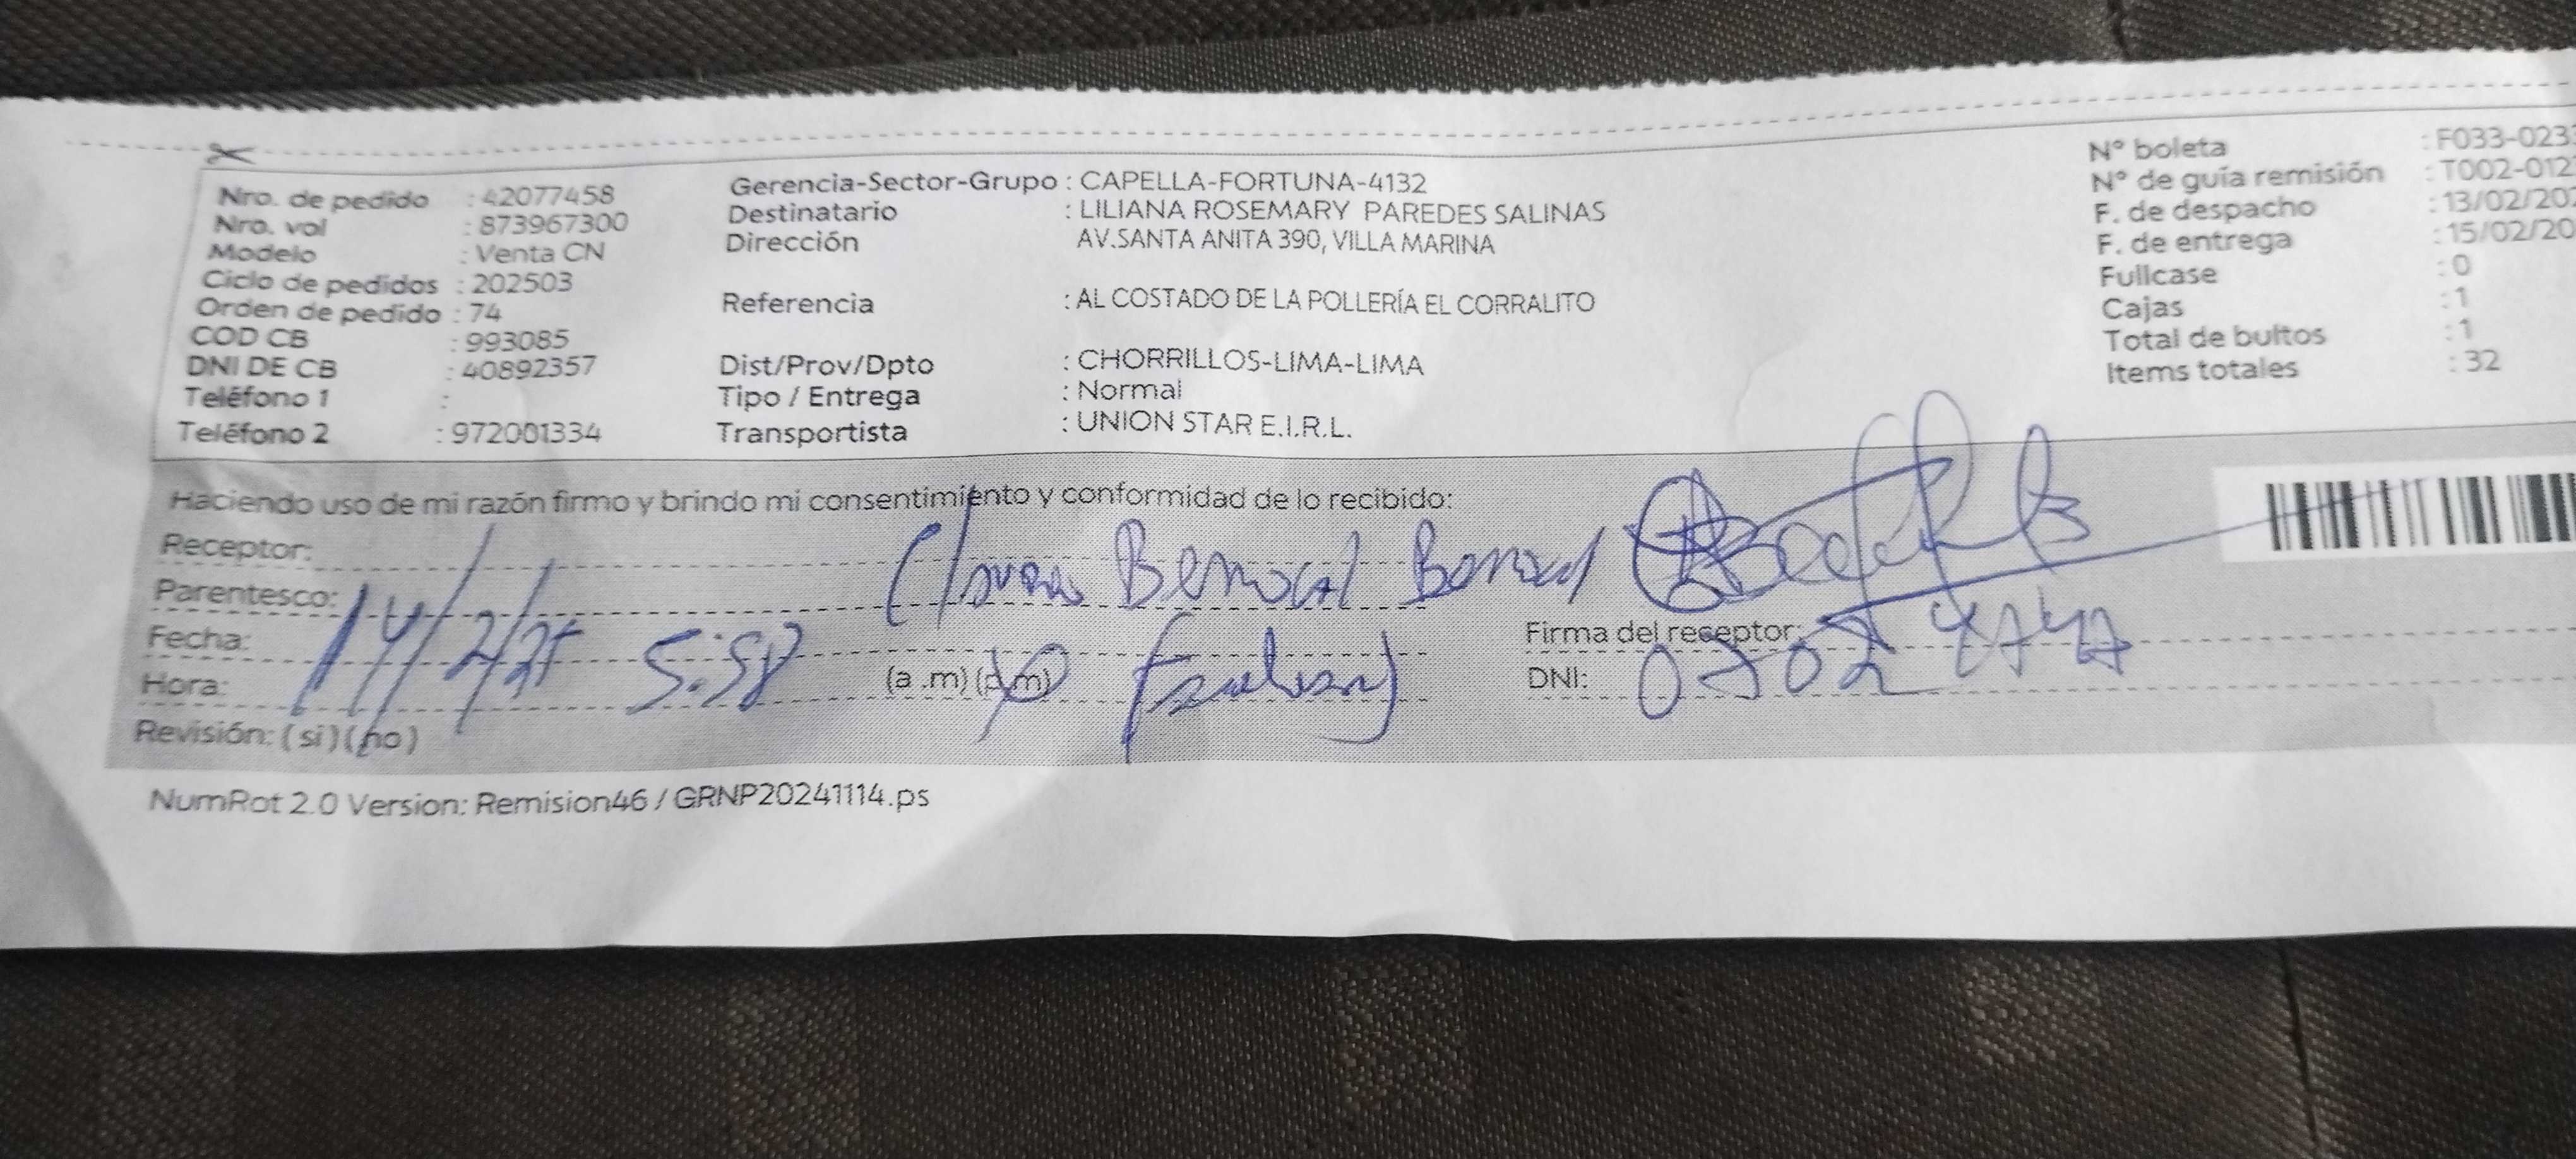 Nro. de pedido : 42077458
Nro. vol : 873967300
Modelo : Venta CN
Ciclo de pedidos : 202503
Orden de pedido : 74
COD CB : 993085
DNI DE CB : 40892357
Teléfono 1 :
Teléfono 2 : 972001334
Gerencia-Sector-Grupo : CAPELLA-FORTUNA-4132
Destinatario : LILIANA ROSEMARY PAREDES SALINAS
Dirección AV.SANTA ANITA 390, VILLA MARINA
Referencia : AL COSTADO DE LA POLLERÍA EL CORRALITO
Dist/Prov/Dpto : CHORRILLOS-LIMA-LIMA
Tipo / Entrega : Normal
Transportista : UNION STAR E.I.R.L.
N° boleta : F033-023
N° de guía remisión : T002-012
F. de despacho : 13/02/20
F. de entrega : 15/02/20
Fullcase : 0
Cajas : 1
Total de bultos : 1
Items totales : 32
Haciendo uso de mi razón firmo y brindo mi consentimiento y conformidad de lo recibido:
Receptor:
Parentesco: Berrocal
Fecha: 14/2/25
Hora: 5:58 (a .m) (p.m)
Revisión: ( si ) ( no )
Firma del receptor:
DNI:
NumRot 2.0 Version: Remision46 / GRNP20241114.ps